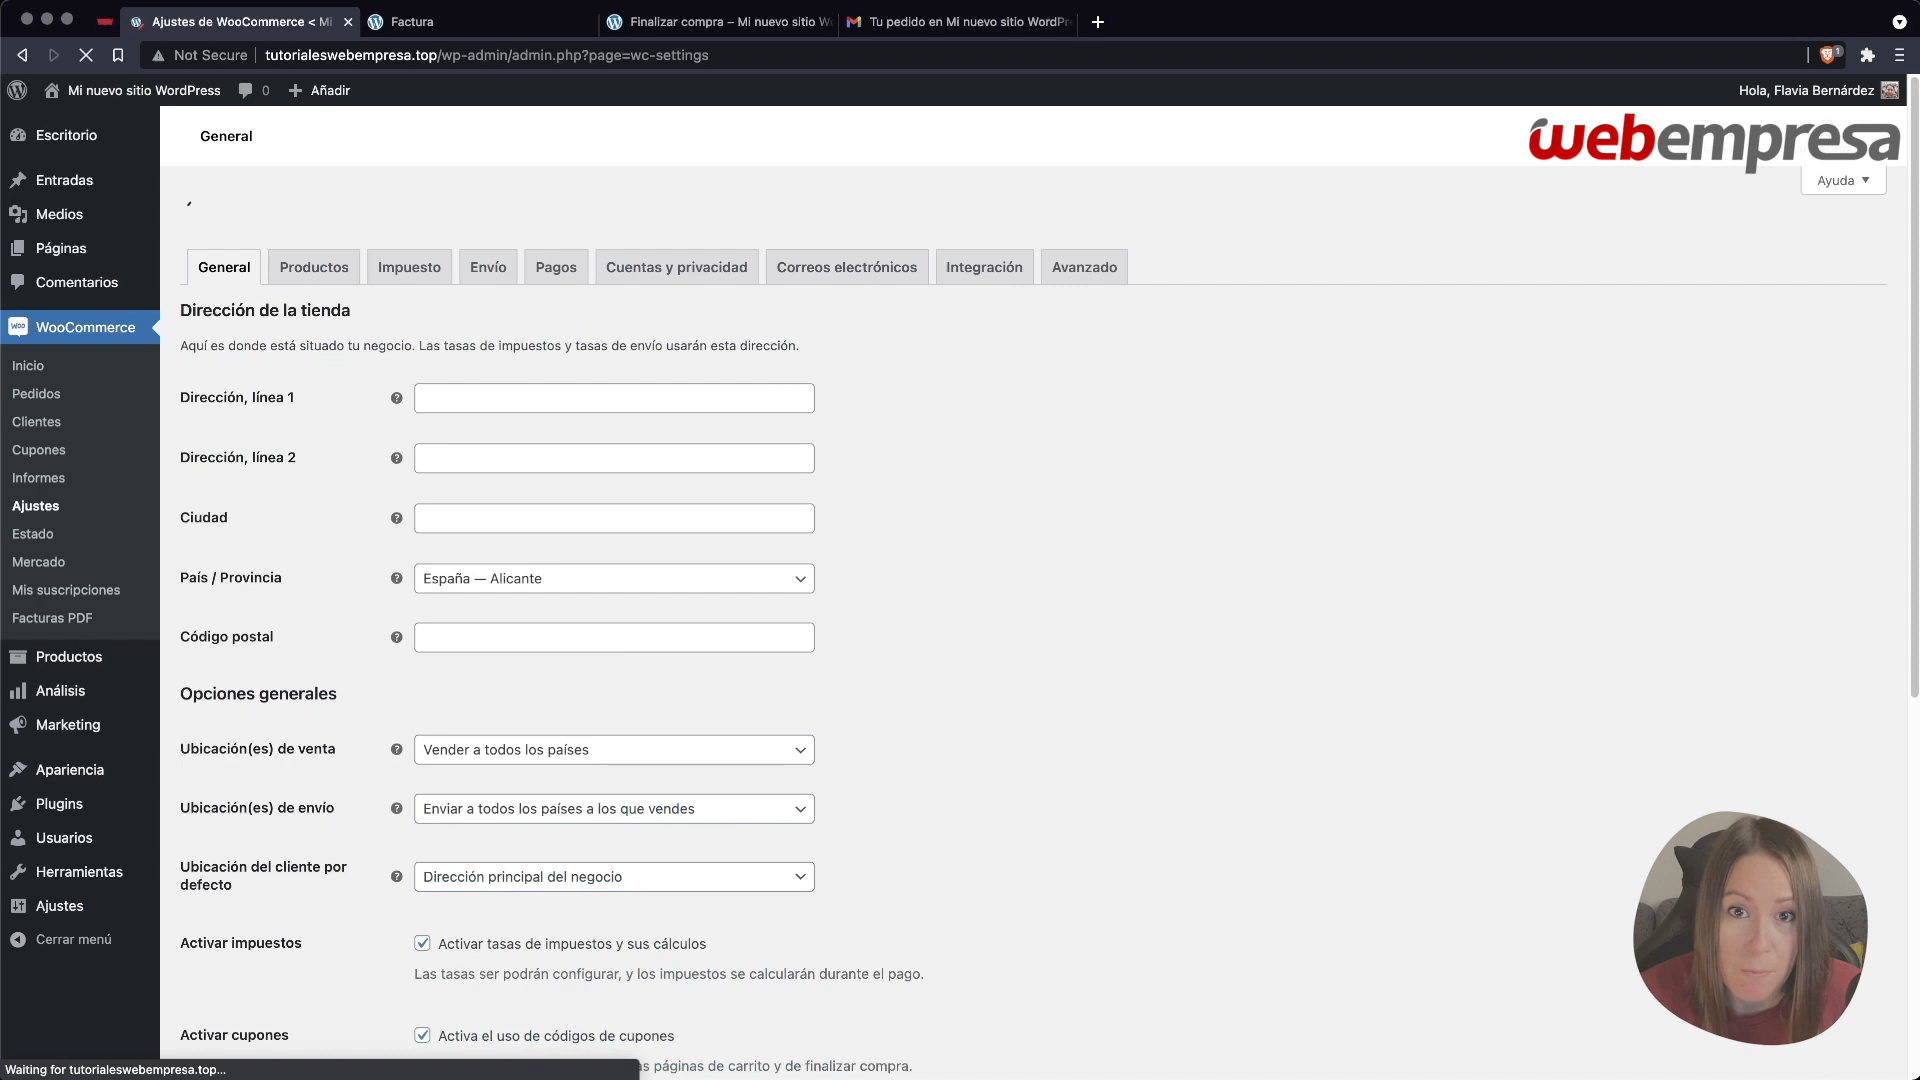 Ajustes de WooCommerce < Mi
Factura
Finalizar compra – Mi nuevo sitio W
Tu pedido en Mi nuevo sitio WordPr
Not Secure
tutorialeswebempresa.top/wp-admin/admin.php?page=wc-settings
1
Mi nuevo sitio WordPress
0
Añadir
Hola, Flavia Bernárdez
General
webempresa
Ayuda
Escritorio
Entradas
Medios
Páginas
Comentarios
Woo WooCommerce
Inicio
Pedidos
Clientes
Cupones
Informes
Ajustes
Estado
Mercado
Mis suscripciones
Facturas PDF
Productos
Análisis
Marketing
Apariencia
Plugins
Usuarios
Herramientas
Ajustes
Cerrar menú
General
Productos
Impuesto
Envío
Pagos
Cuentas y privacidad
Correos electrónicos
Integración
Avanzado
Dirección de la tienda
Aquí es donde está situado tu negocio. Las tasas de impuestos y tasas de envío usarán esta dirección.
Dirección, línea 1
Dirección, línea 2
Ciudad
País / Provincia
España — Alicante
Código postal
Opciones generales
Ubicación(es) de venta
Vender a todos los países
Ubicación(es) de envío
Enviar a todos los países a los que vendes
Ubicación del cliente por
defecto
Dirección principal del negocio
Activar impuestos
Activar tasas de impuestos y sus cálculos
Las tasas ser podrán configurar, y los impuestos se calcularán durante el pago.
Activar cupones
Activa el uso de códigos de cupones
páginas de carrito y de finalizar compra.
Waiting for tutorialeswebempresa.top...